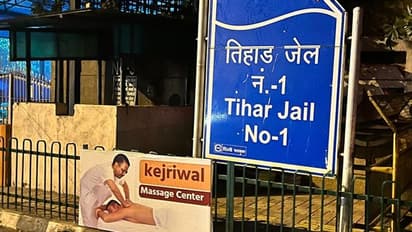 तिहाड़ जेल
नं.-1
Tihar Jail
No-1
kejriwal
Massage Center